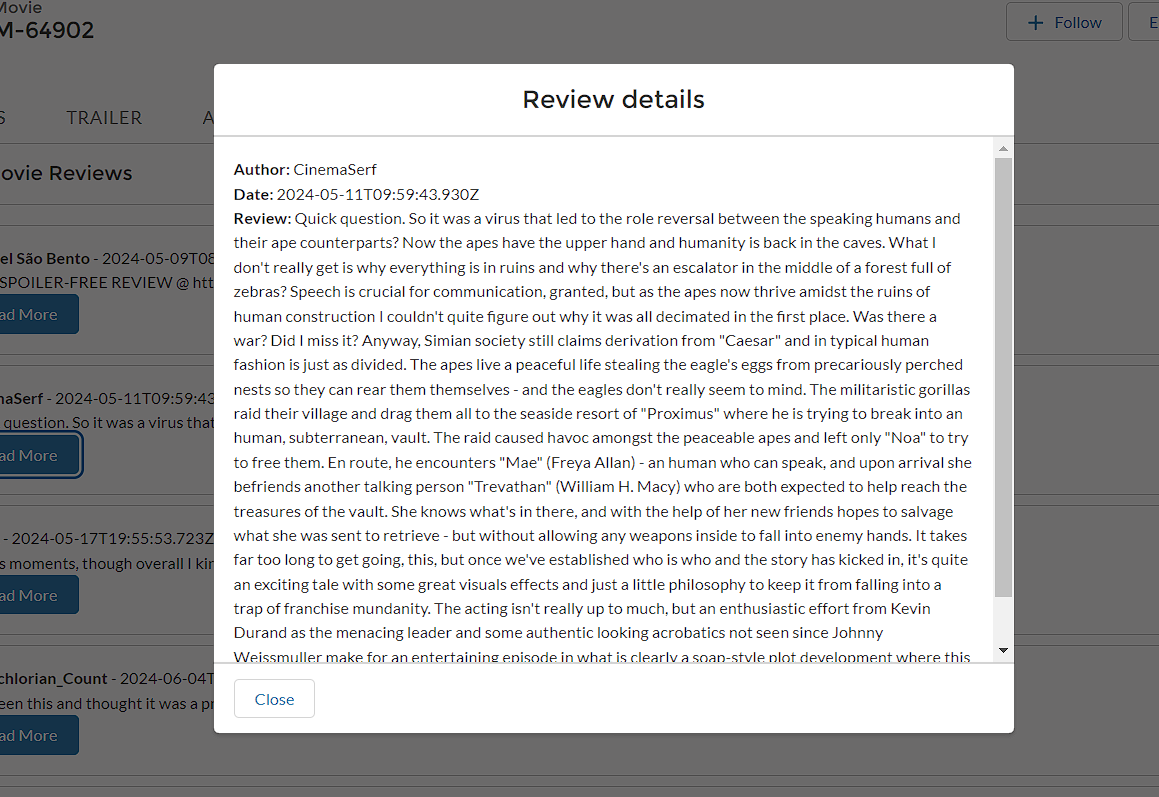 Movie
M-64902
Follow
E
S
TRAILER
A
ovie Reviews
el São Bento - 2024-05-09T08
SPOILER-FREE REVIEW @ htt
ad More
naSerf - 2024-05-11T09:59:43
question. So it was a virus that
ad More
- 2024-05-17T19:55:53.723Z
s moments, though overall I kin
ad More
chlorian_Count - 2024-06-04T
een this and thought it was a pr
ad More
Review details
Author: CinemaSerf
Date: 2024-05-11T09:59:43.930Z
Review: Quick question. So it was a virus that led to the role reversal between the speaking humans and
their ape counterparts? Now the apes have the upper hand and humanity is back in the caves. What I
don't really get is why everything is in ruins and why there's an escalator in the middle of a forest full of
zebras? Speech is crucial for communication, granted, but as the apes now thrive amidst the ruins of
human construction I couldn't quite figure out why it was all decimated in the first place. Was there a
war? Did I miss it? Anyway, Simian society still claims derivation from "Caesar" and in typical human
fashion is just as divided. The apes live a peaceful life stealing the eagle's eggs from precariously perched
nests so they can rear them themselves - and the eagles don't really seem to mind. The militaristic gorillas
raid their village and drag them all to the seaside resort of "Proximus" where he is trying to break into an
human, subterranean, vault. The raid caused havoc amongst the peaceable apes and left only "Noa" to try
to free them. En route, he encounters "Mae" (Freya Allan) - an human who can speak, and upon arrival she
befriends another talking person "Trevathan" (William H. Macy) who are both expected to help reach the
treasures of the vault. She knows what's in there, and with the help of her new friends hopes to salvage
what she was sent to retrieve - but without allowing any weapons inside to fall into enemy hands. It takes
far too long to get going, this, but once we've established who is who and the story has kicked in, it's quite
an exciting tale with some great visuals effects and just a little philosophy to keep it from falling into a
trap of franchise mundanity. The acting isn't really up to much, but an enthusiastic effort from Kevin
Durand as the menacing leader and some authentic looking acrobatics not seen since Johnny
Weissmuller make for an entertaining episode in what is clearly a soap-style plot development where this
Close